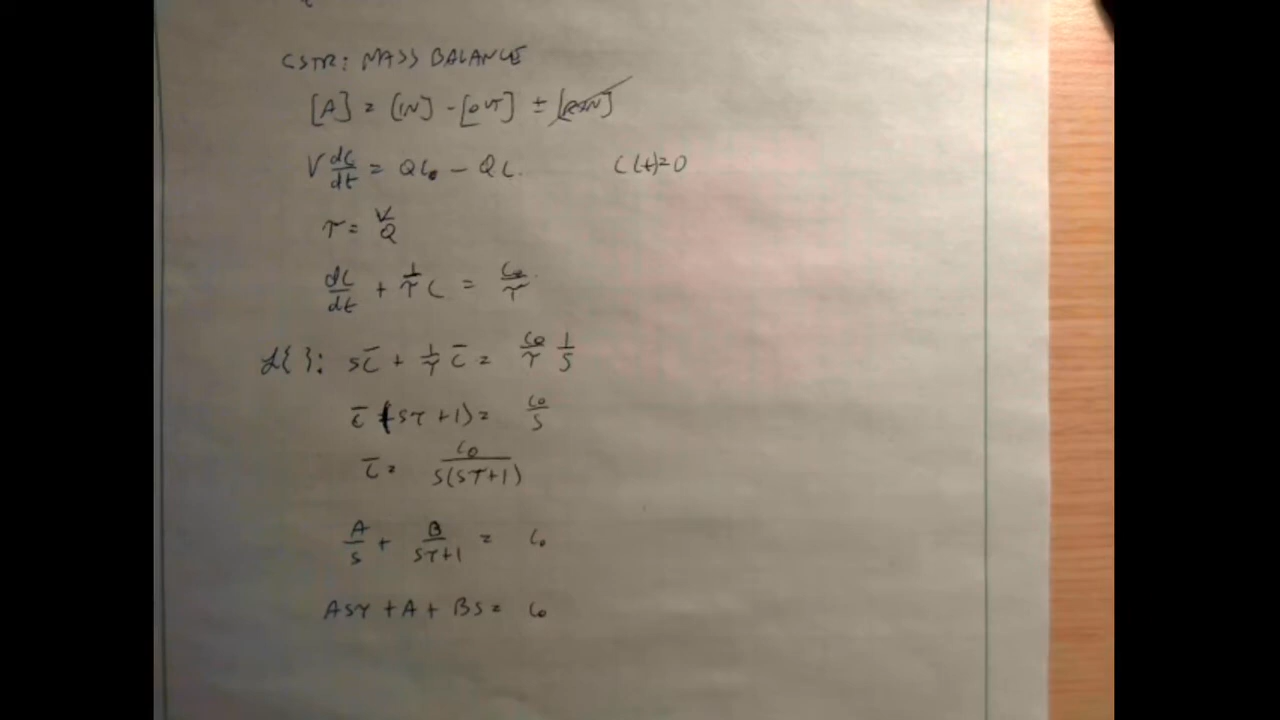 CSTR: MASS BALANCE
[A] = [IN] - [OUT] ± [RXN]
V dC/dt = QC₀ - QC. C(t)=0
τ = V/Q
dC/dt + 1/τ C = C₀/τ
ℒ{ }: sC̄ + 1/τ C̄ = C₀/τ 1/s
C̄ (sτ + 1) = C₀/s
C̄ = C₀/s(sτ+1)
A/s + B/sτ+1 = C₀
Asτ + A + Bs = C₀